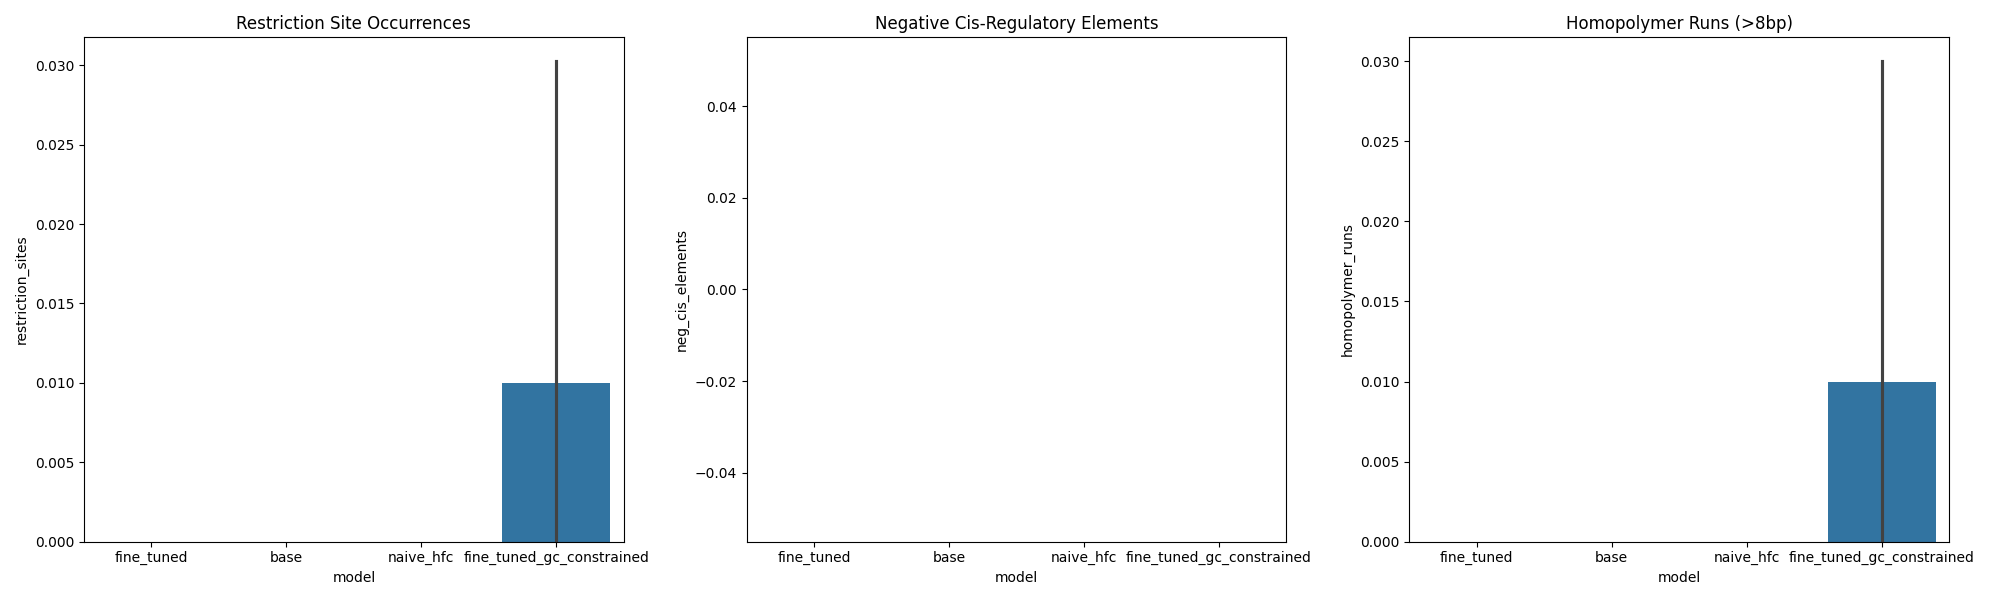 Restriction Site Occurrences
restriction_sites
0.030
0.025
0.020
0.015
0.010
0.005
0.000
fine_tuned
base
naive_hfc
fine_tuned_gc_constrained
model
Negative Cis-Regulatory Elements
neg_cis_elements
0.04
0.02
0.00
−0.02
−0.04
fine_tuned
base
naive_hfc
fine_tuned_gc_constrained
model
Homopolymer Runs (>8bp)
homopolymer_runs
0.030
0.025
0.020
0.015
0.010
0.005
0.000
fine_tuned
base
naive_hfc
fine_tuned_gc_constrained
model